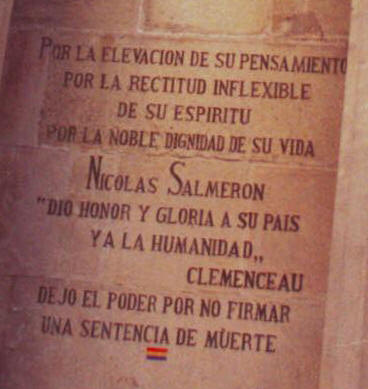 POR LA ELEVACION DE SU PENSAMIENTO
POR LA RECTITUD INFLEXIBLE
DE SU ESPIRITU
POR LA NOBLE DIGNIDAD DE SU VIDA
NICOLAS SALMERON
"DIO HONOR Y GLORIA A SU PAIS
Y A LA HUMANIDAD„
CLEMENCEAU
DEJO EL PODER POR NO FIRMAR
UNA SENTENCIA DE MUERTE